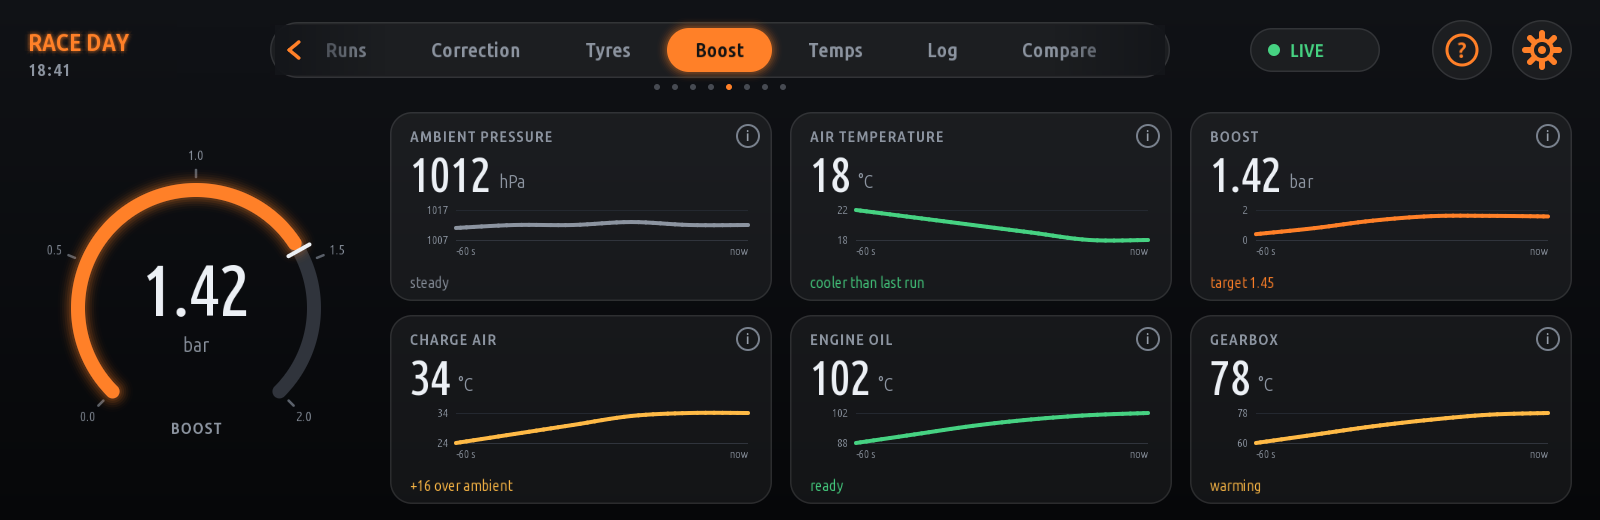 RACE DAY
18:41
Runs Correction Tyres Boost Temps Log Compare
LIVE
?
1.0
0.5
1.5
1.42
bar
0.0
2.0
BOOST
AMBIENT PRESSURE
i
1012 hPa
1017
1007
-60 s now
steady
AIR TEMPERATURE
i
18 °C
22
18
-60 s now
cooler than last run
BOOST
i
1.42 bar
2
0
-60 s now
target 1.45
CHARGE AIR
i
34 °C
34
24
-60 s now
+16 over ambient
ENGINE OIL
i
102 °C
102
88
-60 s now
ready
GEARBOX
i
78 °C
78
60
-60 s now
warming